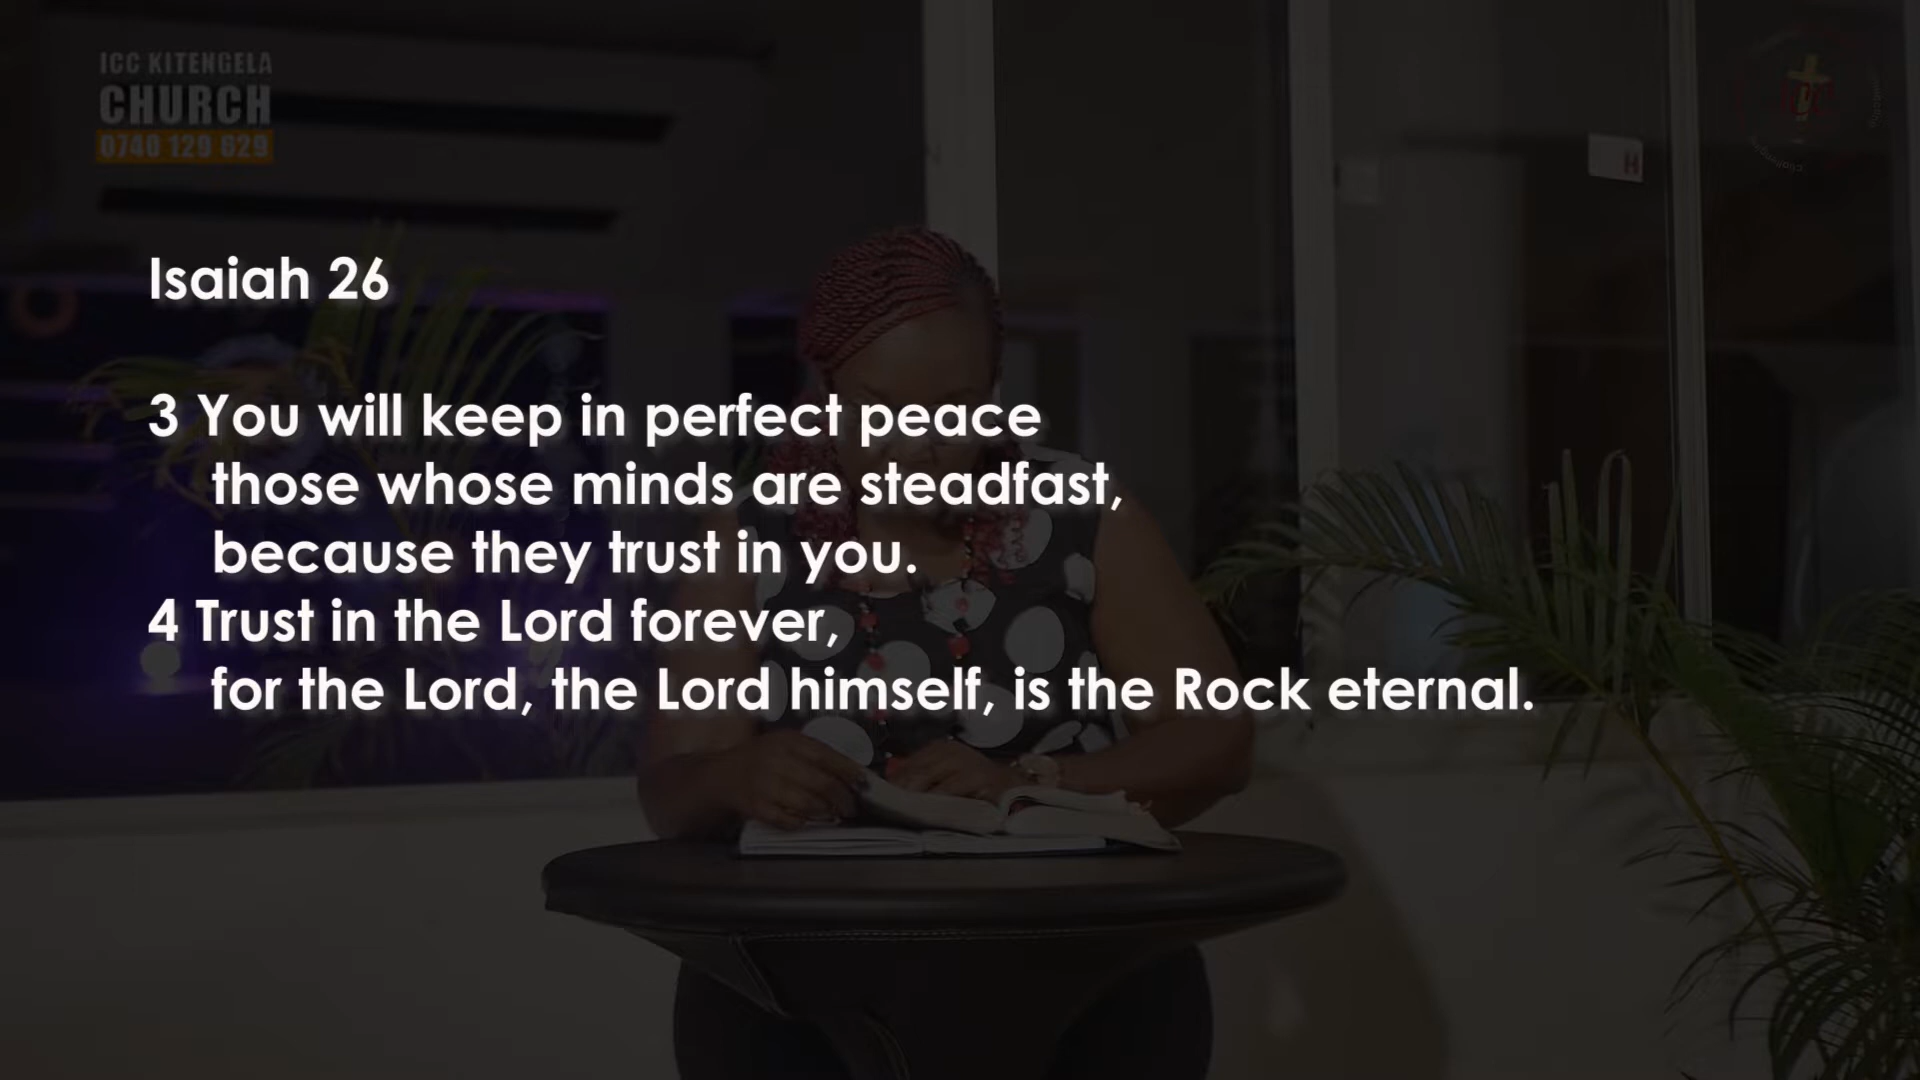 ICC KITENGELA
CHURCH
0740 129 629
Isaiah 26
3 You will keep in perfect peace
those whose minds are steadfast,
because they trust in you.
4 Trust in the Lord forever,
for the Lord, the Lord himself, is the Rock eternal.
H